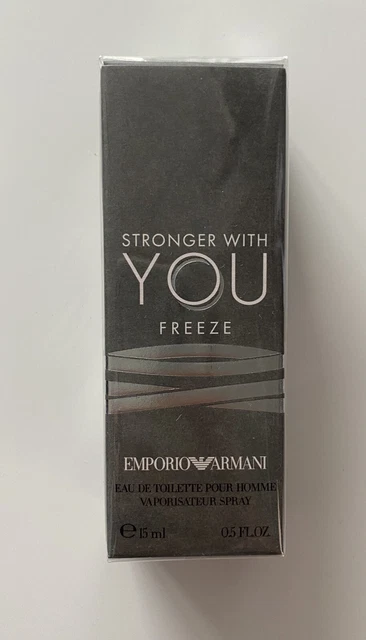 STRONGER WITH
YOU
FREEZE
EMPORIO ARMANI
EAU DE TOILETTE POUR HOMME
VAPORISATEUR SPRAY
℮ 15 ml 0.5 FL.OZ